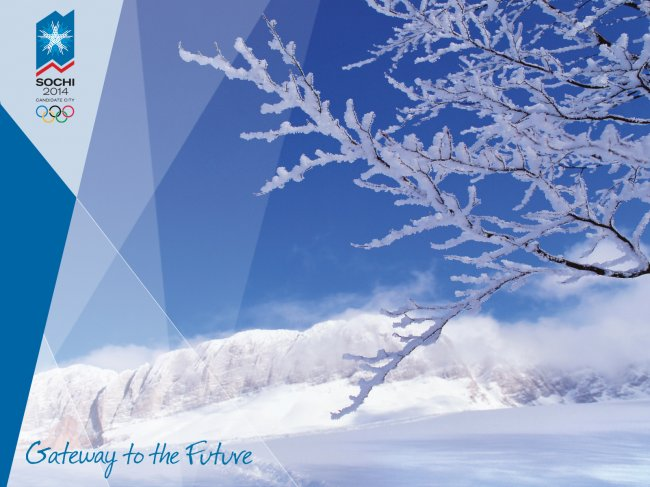 SOCHI
2014
CANDIDATE CITY
Gateway to the Future